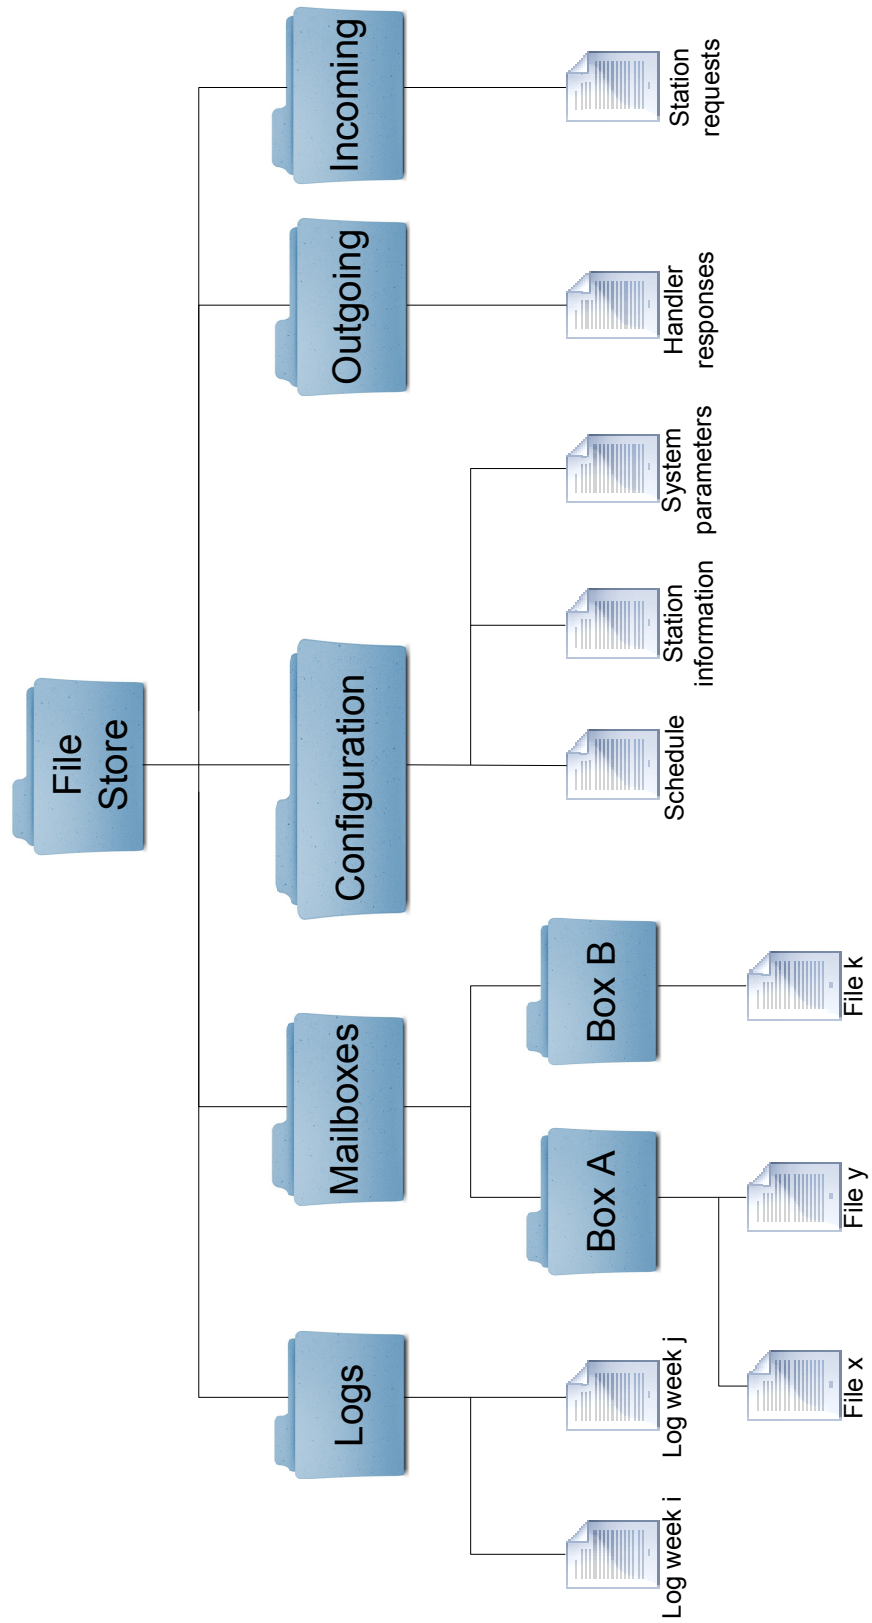 File
Store
Logs
Mailboxes
Configuration
Outgoing
Incoming
Log week i
Log week j
Box A
Box B
Schedule
Station
information
System
parameters
Handler
responses
Station
requests
File x
File y
File k